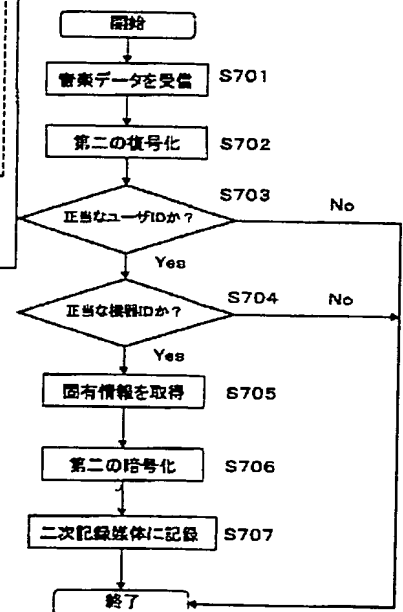 開始
音楽データを受信 S701
第二の復号化 S702
S703
正当なユーザIDか？ No
Yes
S704
正当な機器IDか？ No
Yes
固有情報を取得 S705
第二の暗号化 S706
二次記録媒体に記録 S707
終了